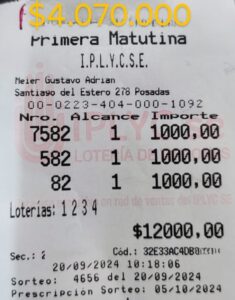 $4.070.000
Primera Matutina
I.P.L.Y.C.S.E.
Meier Gustavo Adrian
Santiago del Estero 278 Posadas
00-0223-404-000-1092
Nro. Alcance Importe
7582 1 1000,00
582 1 1000,00
82 1 1000,00
Loterías: 1 2 3 4
$12000.00
Sec.: Cód.: 32E33AC4DB0
20/09/2024 10:18:06
Sorteo: 4656 del 20/09/2024
Prescripcion Sorteo: 05/10/2024